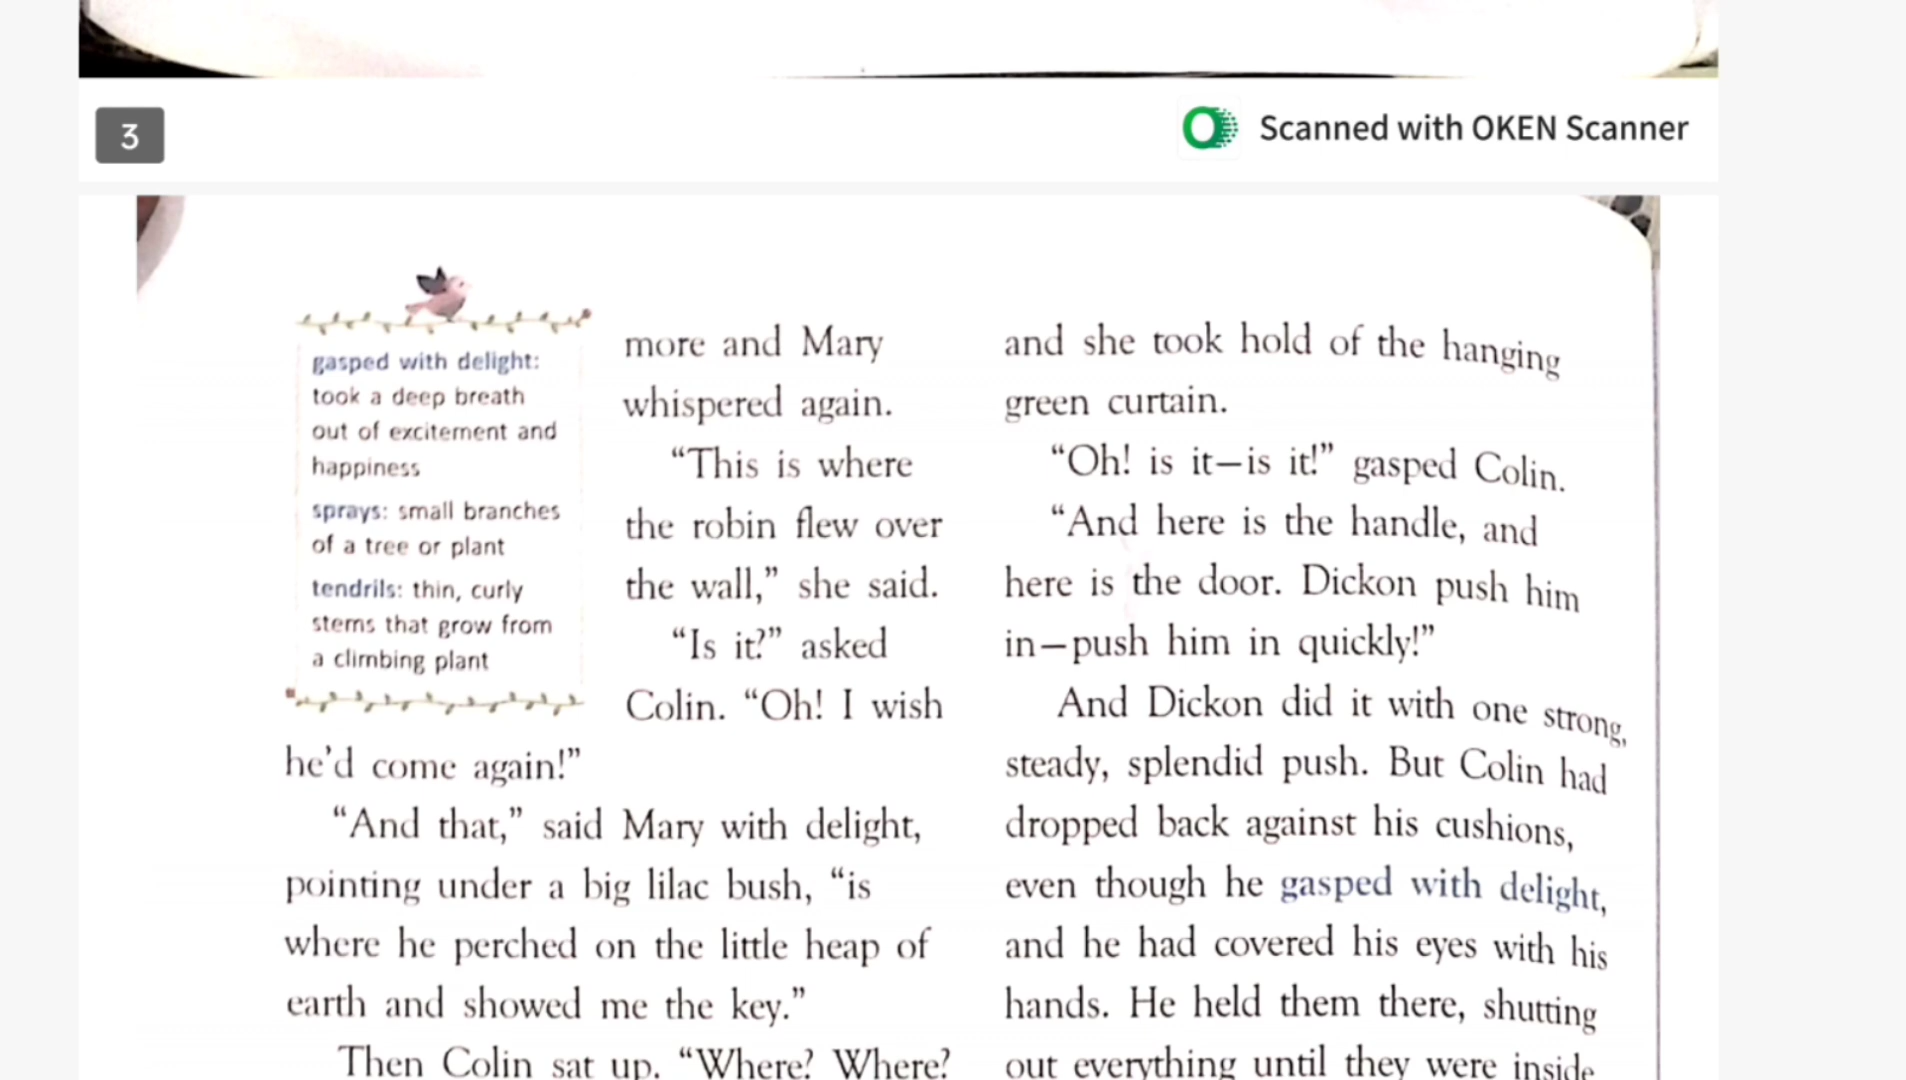 3
Scanned with OKEN Scanner
gasped with delight:
took a deep breath
out of excitement and
happiness
sprays: small branches
of a tree or plant
tendrils: thin, curly
stems that grow from
a climbing plant
more and Mary
whispered again.
“This is where
the robin flew over
the wall,” she said.
“Is it?” asked
Colin. “Oh! I wish
he’d come again!”
“And that,” said Mary with delight,
pointing under a big lilac bush, “is
where he perched on the little heap of
earth and showed me the key.”
Then Colin sat up. “Where? Where?
and she took hold of the hanging
green curtain.
“Oh! is it—is it!” gasped Colin.
“And here is the handle, and
here is the door. Dickon push him
in—push him in quickly!”
And Dickon did it with one strong,
steady, splendid push. But Colin had
dropped back against his cushions,
even though he gasped with delight,
and he had covered his eyes with his
hands. He held them there, shutting
out everything until they were inside